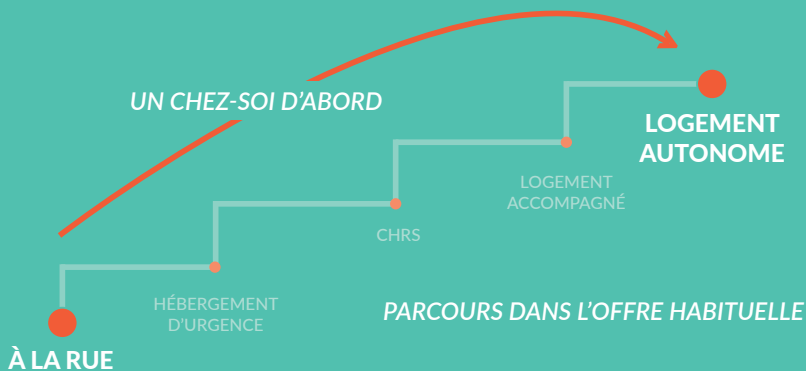 UN CHEZ-SOI D'ABORD
LOGEMENT
AUTONOME
LOGEMENT
ACCOMPAGNÉ
CHRS
HÉBERGEMENT
D'URGENCE
PARCOURS DANS L'OFFRE HABITUELLE
À LA RUE